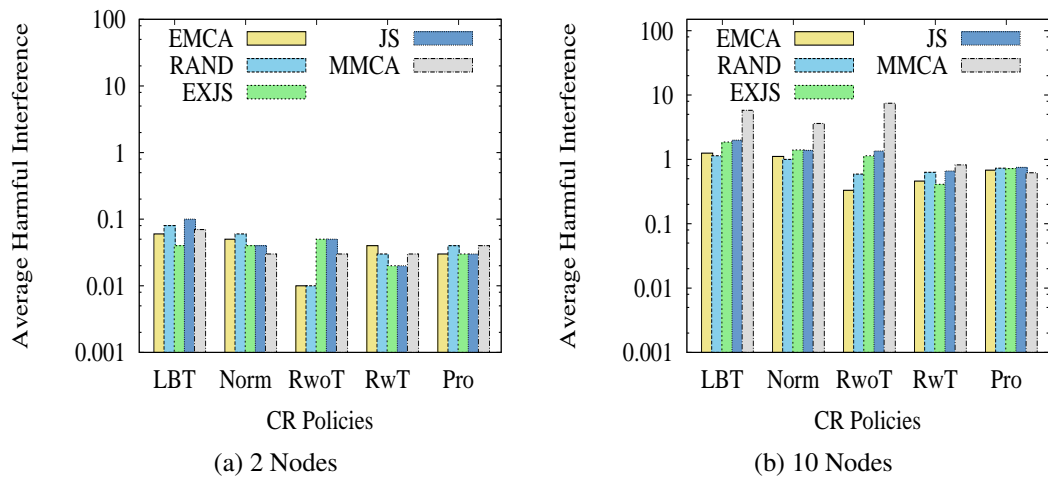 Average Harmful Interference
100
10
1
0.1
0.01
0.001
EMCA
RAND
EXJS
JS
MMCA
LBT Norm RwoT RwT Pro
CR Policies
(a) 2 Nodes
Average Harmful Interference
100
10
1
0.1
0.01
0.001
EMCA
RAND
EXJS
JS
MMCA
LBT Norm RwoT RwT Pro
CR Policies
(b) 10 Nodes